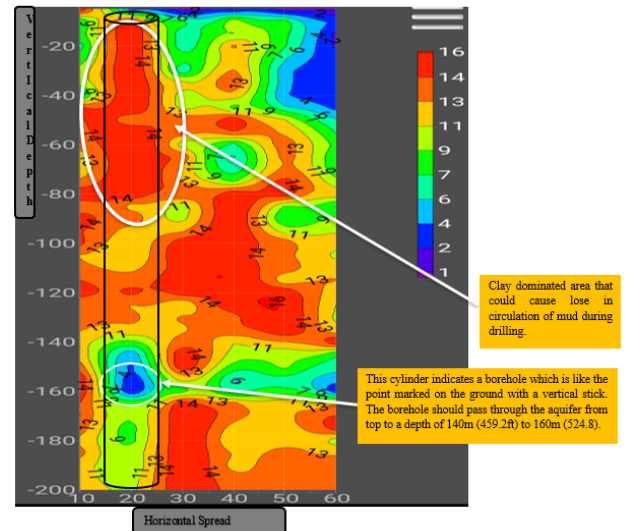 Vertical Depth
-20
-40
-60
-80
-100
-120
-140
-160
-180
-200
10 20 30 40 50 60
Horizontal Spread
16
14
13
11
9
7
6
4
2
1
Clay dominated area that
could cause lose in
circulation of mud during
drilling.
This cylinder indicates a borehole which is like the
point marked on the ground with a vertical stick.
The borehole should pass through the aquifer from
top to a depth of 140m (459.2ft) to 160m (524.8).